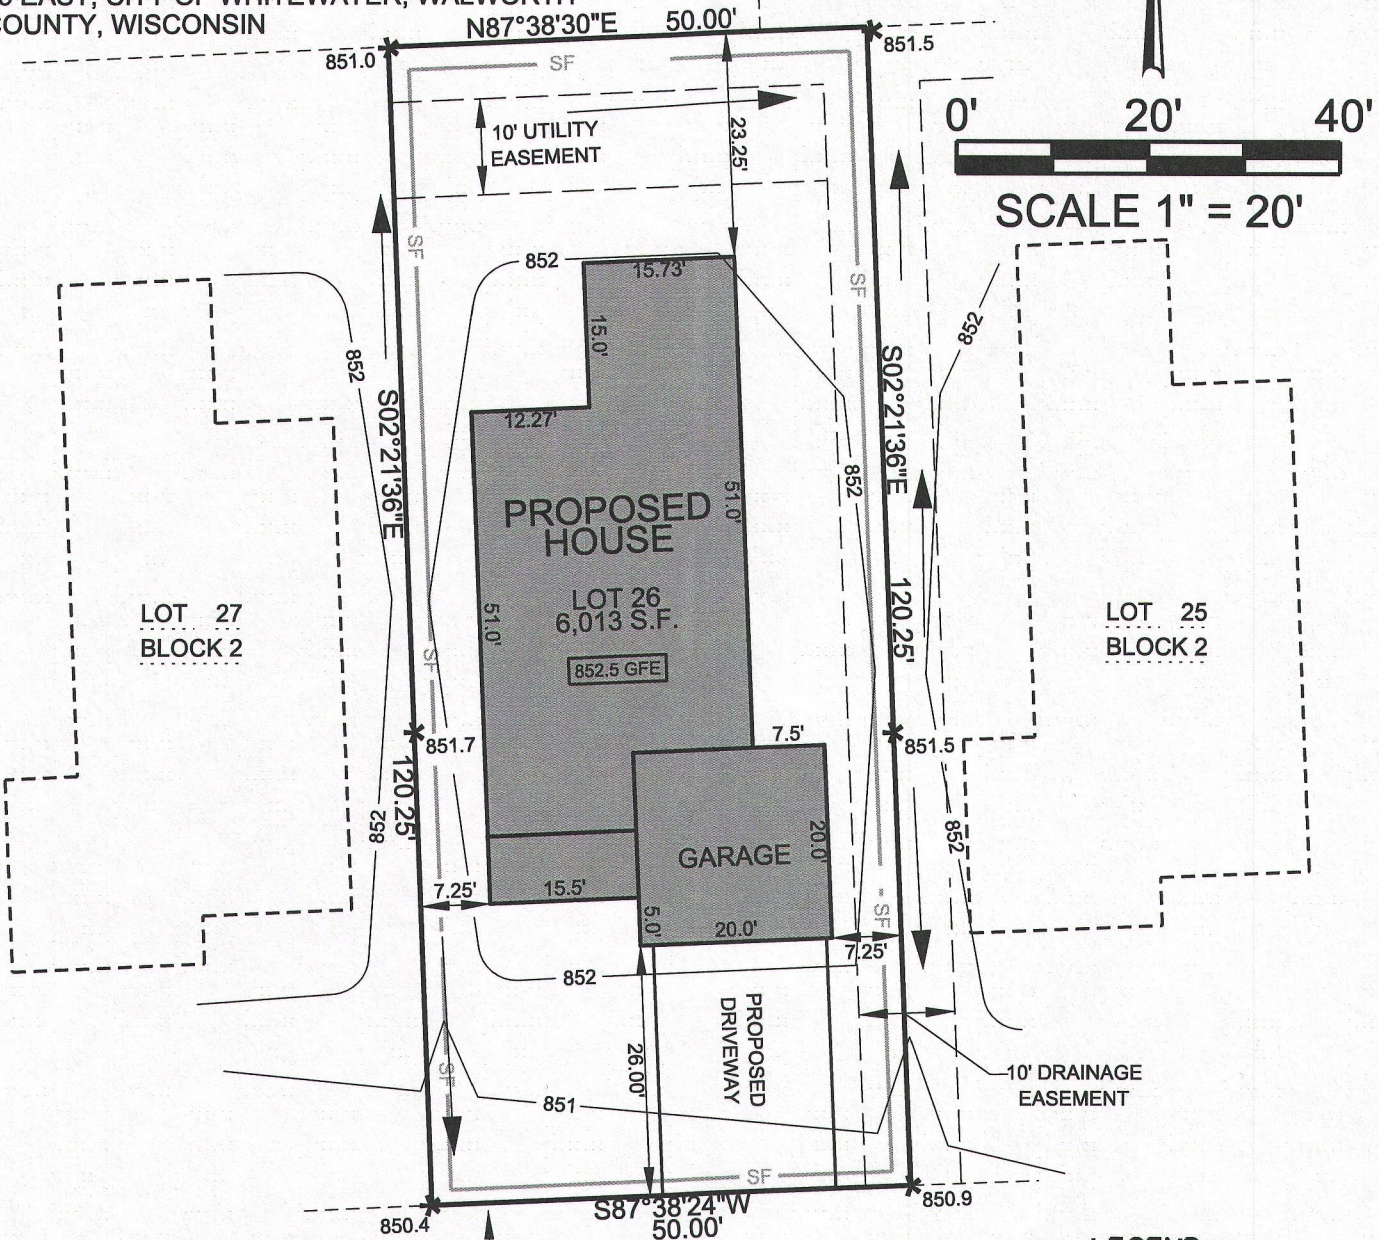 COUNTY, WISCONSIN
N87°38'30"E 50.00'
851.0
851.5
SF
0' 20' 40'
SCALE 1" = 20'
10' UTILITY
EASEMENT
23.25'
SF
SF
852
15.73'
852
852
15.0'
S02°21'36"E
S02°21'36"E
12.27'
852
51.0'
PROPOSED
HOUSE
LOT 26
6,013 S.F.
51.0'
852.5 GFE
LOT 27
BLOCK 2
LOT 25
BLOCK 2
120.25'
SF
7.5'
851.7
851.5
120.25'
852
852
GARAGE
20.0'
7.25'
15.5'
5.0'
20.0'
SF
7.25'
852
PROPOSED
DRIVEWAY
26.00'
10' DRAINAGE
EASEMENT
SF
851
SF
S87°38'24"W
50.00'
850.4
850.9